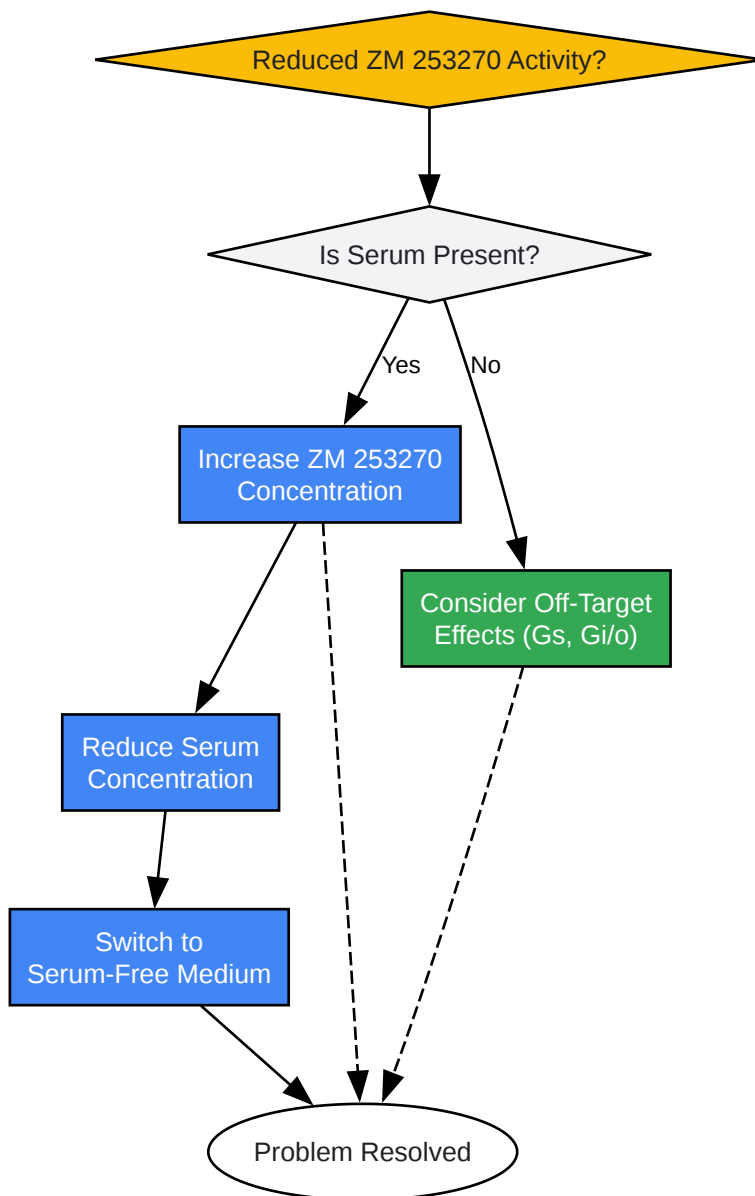 Reduced ZM 253270 Activity?
Is Serum Present?
Yes
No
Increase ZM 253270
Concentration
Consider Off-Target
Effects (Gs, Gi/o)
Reduce Serum
Concentration
Switch to
Serum-Free Medium
Problem Resolved